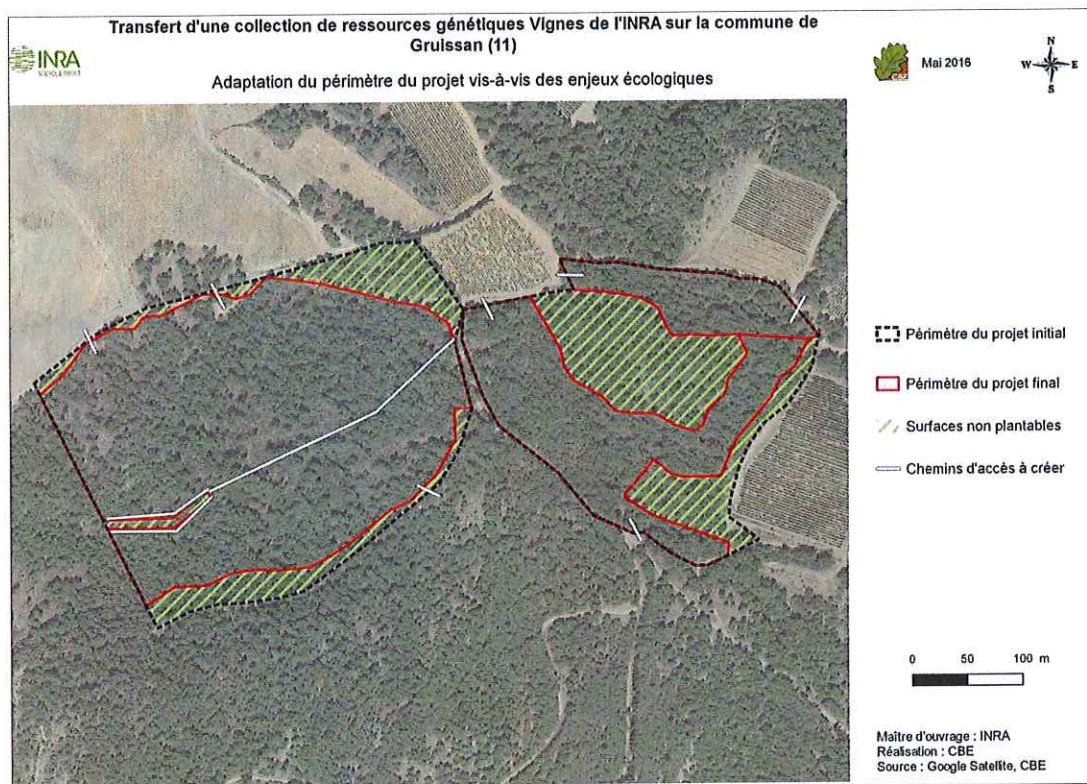 Transfert d'une collection de ressources génétiques Vignes de l'INRA sur la commune de
Gruissan (11)
INRA
Adaptation du périmètre du projet vis-à-vis des enjeux écologiques
Mai 2016
N
W E
S
Périmètre du projet initial
Périmètre du projet final
Surfaces non plantables
Chemins d'accès à créer
0 50 100 m
Maître d'ouvrage : INRA
Réalisation : CBE
Source : Google Satellite, CBE